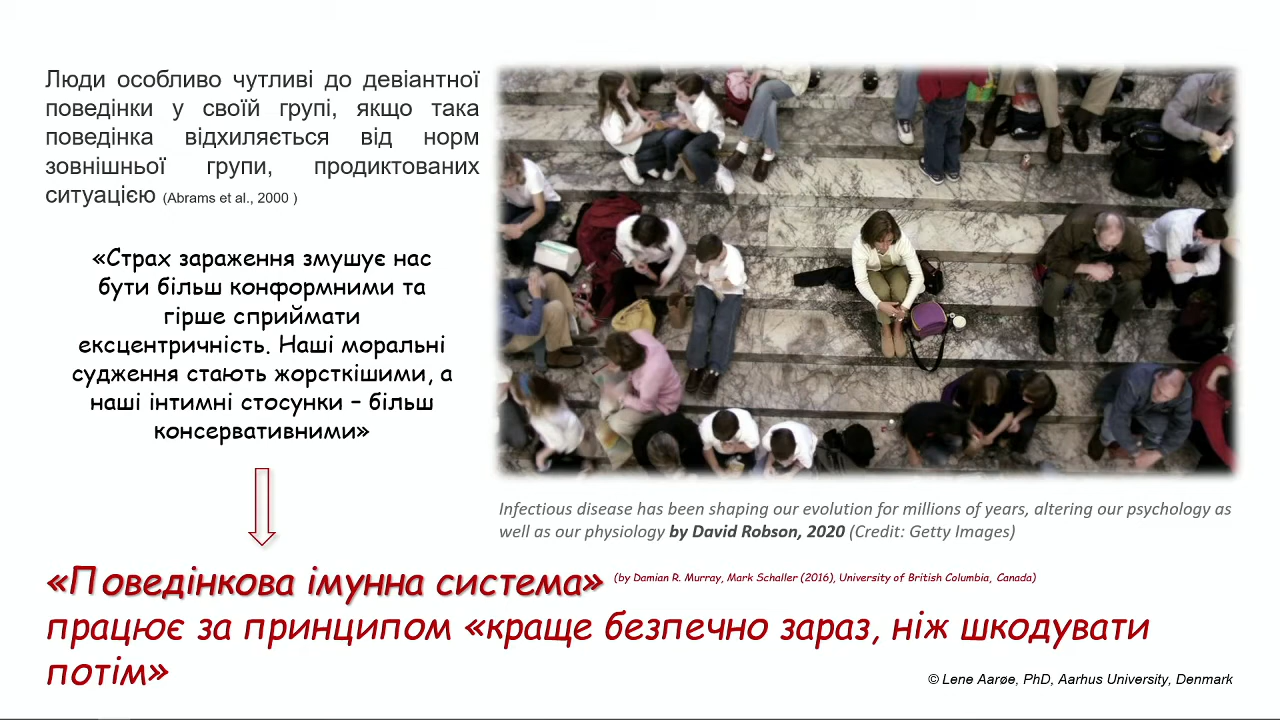 Люди особливо чутливі до девіантної
поведінки у своїй групі, якщо така
поведінка відхиляється від норм
зовнішньої групи, продиктованих
ситуацією (Abrams et al., 2000 )
«Страх зараження змушує нас
бути більш конформними та
гірше сприймати
ексцентричність. Наші моральні
судження стають жорсткішими, а
наші інтимні стосунки – більш
консервативними»
Infectious disease has been shaping our evolution for millions of years, altering our psychology as
well as our physiology by David Robson, 2020 (Credit: Getty Images)
«Поведінкова імунна система» (by Damian R. Murray, Mark Schaller (2016), University of British Columbia, Canada)
працює за принципом «краще безпечно зараз, ніж шкодувати
потім»
© Lene Aarøe, PhD, Aarhus University, Denmark